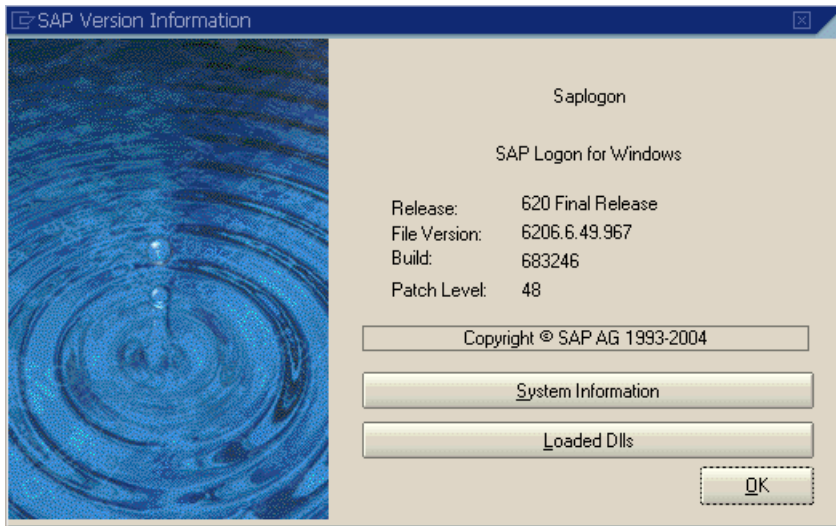 SAP Version Information
Saplogon
SAP Logon for Windows
Release: 620 Final Release
File Version: 6206.6.49.967
Build: 683246
Patch Level: 48
Copyright © SAP AG 1993-2004
System Information
Loaded Dlls
OK